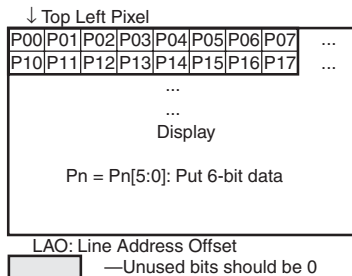 ↓ Top Left Pixel
P00 P01 P02 P03 P04 P05 P06 P07 ...
P10 P11 P12 P13 P14 P15 P16 P17 ...
...
...
Display
Pn = Pn[5:0]: Put 6-bit data
LAO: Line Address Offset
—Unused bits should be 0